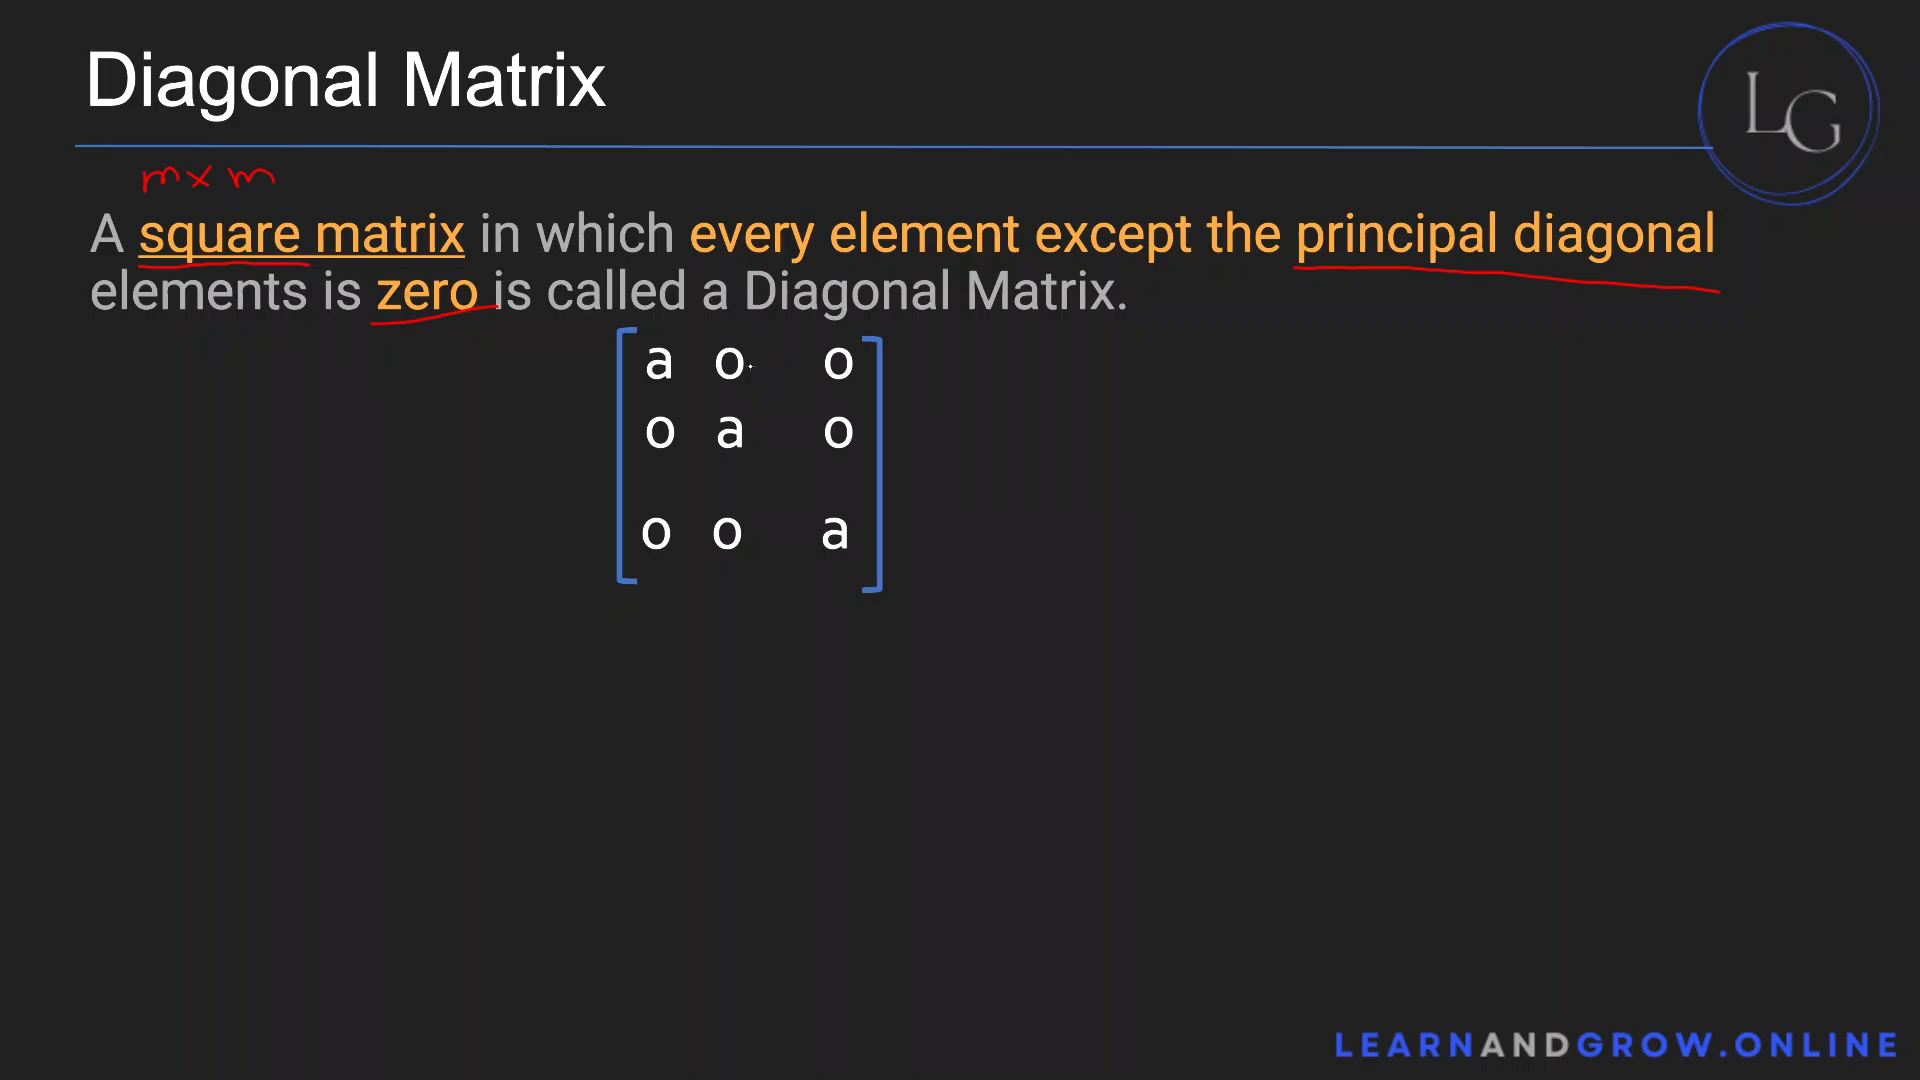 Diagonal Matrix
LG
m x m
A square matrix in which every element except the principal diagonal
elements is zero is called a Diagonal Matrix.
a o o
o a o
o o a
LEARNANDGROW.ONLINE